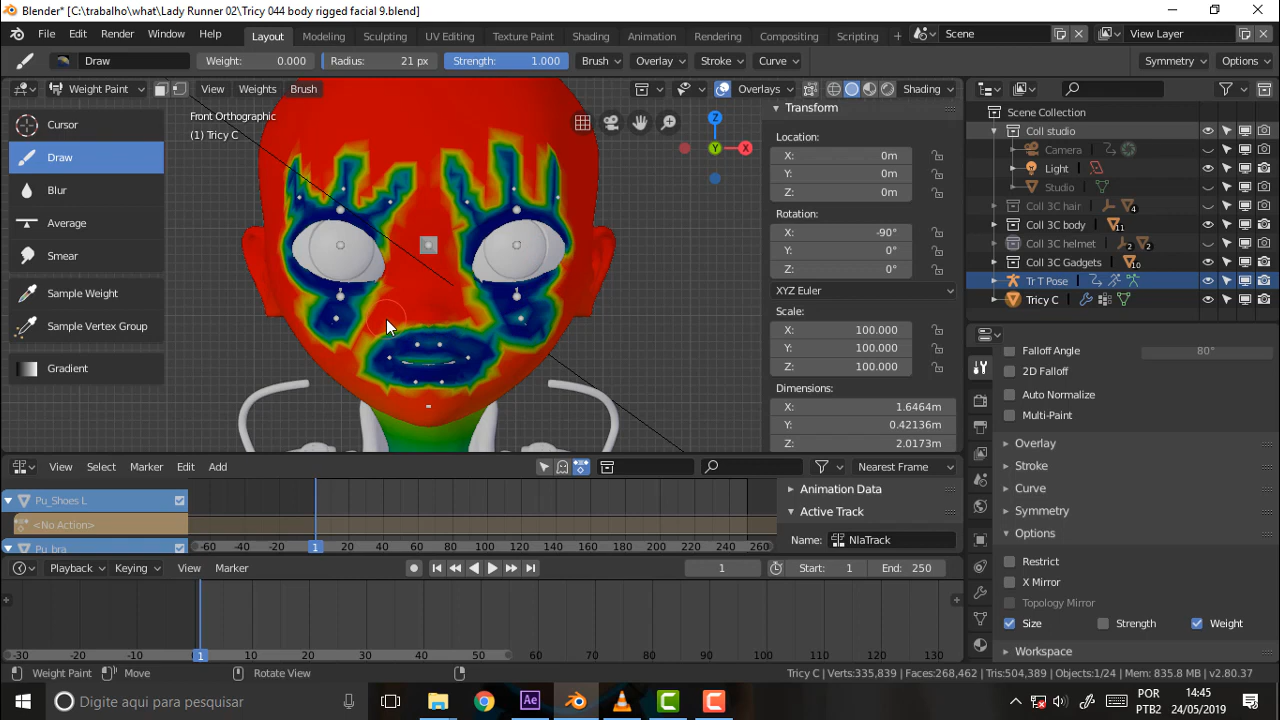 Blender* [C:\trabalho\what\Lady Runner 02\Tricy 044 body rigged facial 9.blend]
File Edit Render Window Help Layout Modeling Sculpting UV Editing Texture Paint Shading Animation Rendering Compositing Scripting + Scene View Layer
Draw Weight: 0.000 Radius: 21 px Strength: 1.000 Brush Overlay Stroke Curve Symmetry Options
Weight Paint View Weights Brush Overlays Shading
Cursor
Draw
Blur
Average
Smear
Sample Weight
Sample Vertex Group
Gradient
Front Orthographic
(1) Tricy C
Z
Y
X
Transform
Location:
X: 0m
Y: 0m
Z: 0m
Rotation:
X: -90°
Y: 0°
Z: 0°
XYZ Euler
Scale:
X: 100.000
Y: 100.000
Z: 100.000
Dimensions:
X: 1.6464m
Y: 0.42136m
Z: 2.0173m
Scene Collection
Coll studio
Camera
Light
Studio
Coll 3C hair 4
Coll 3C body 11
Coll 3C helmet 2 2
Coll 3C Gadgets 10
Tr T Pose
Tricy C
Falloff Angle 80°
2D Falloff
Auto Normalize
Multi-Paint
Overlay
Stroke
Curve
Symmetry
Options
Restrict
X Mirror
Topology Mirror
Size Strength Weight
Workspace
View Select Marker Edit Add Nearest Frame
Pu_Shoes L
<No Action>
Pu_bra
-60 -40 -20 1 20 40 60 80 100 120 140 160 180 200 220 240 260
Animation Data
Active Track
Name: NlaTrack
Playback Keying View Marker 1 Start: 1 End: 250
-30 -20 -10 1 10 20 30 40 50 60 70 80 90 100 110 120 130
Weight Paint Move Rotate View Tricy C | Verts:335,839 | Faces:268,462 | Tris:504,389 | Objects:1/24 | Mem: 835.8 MB | v2.80.37
Digite aqui para pesquisar Ae POR 14:45
PTB2 24/05/2019